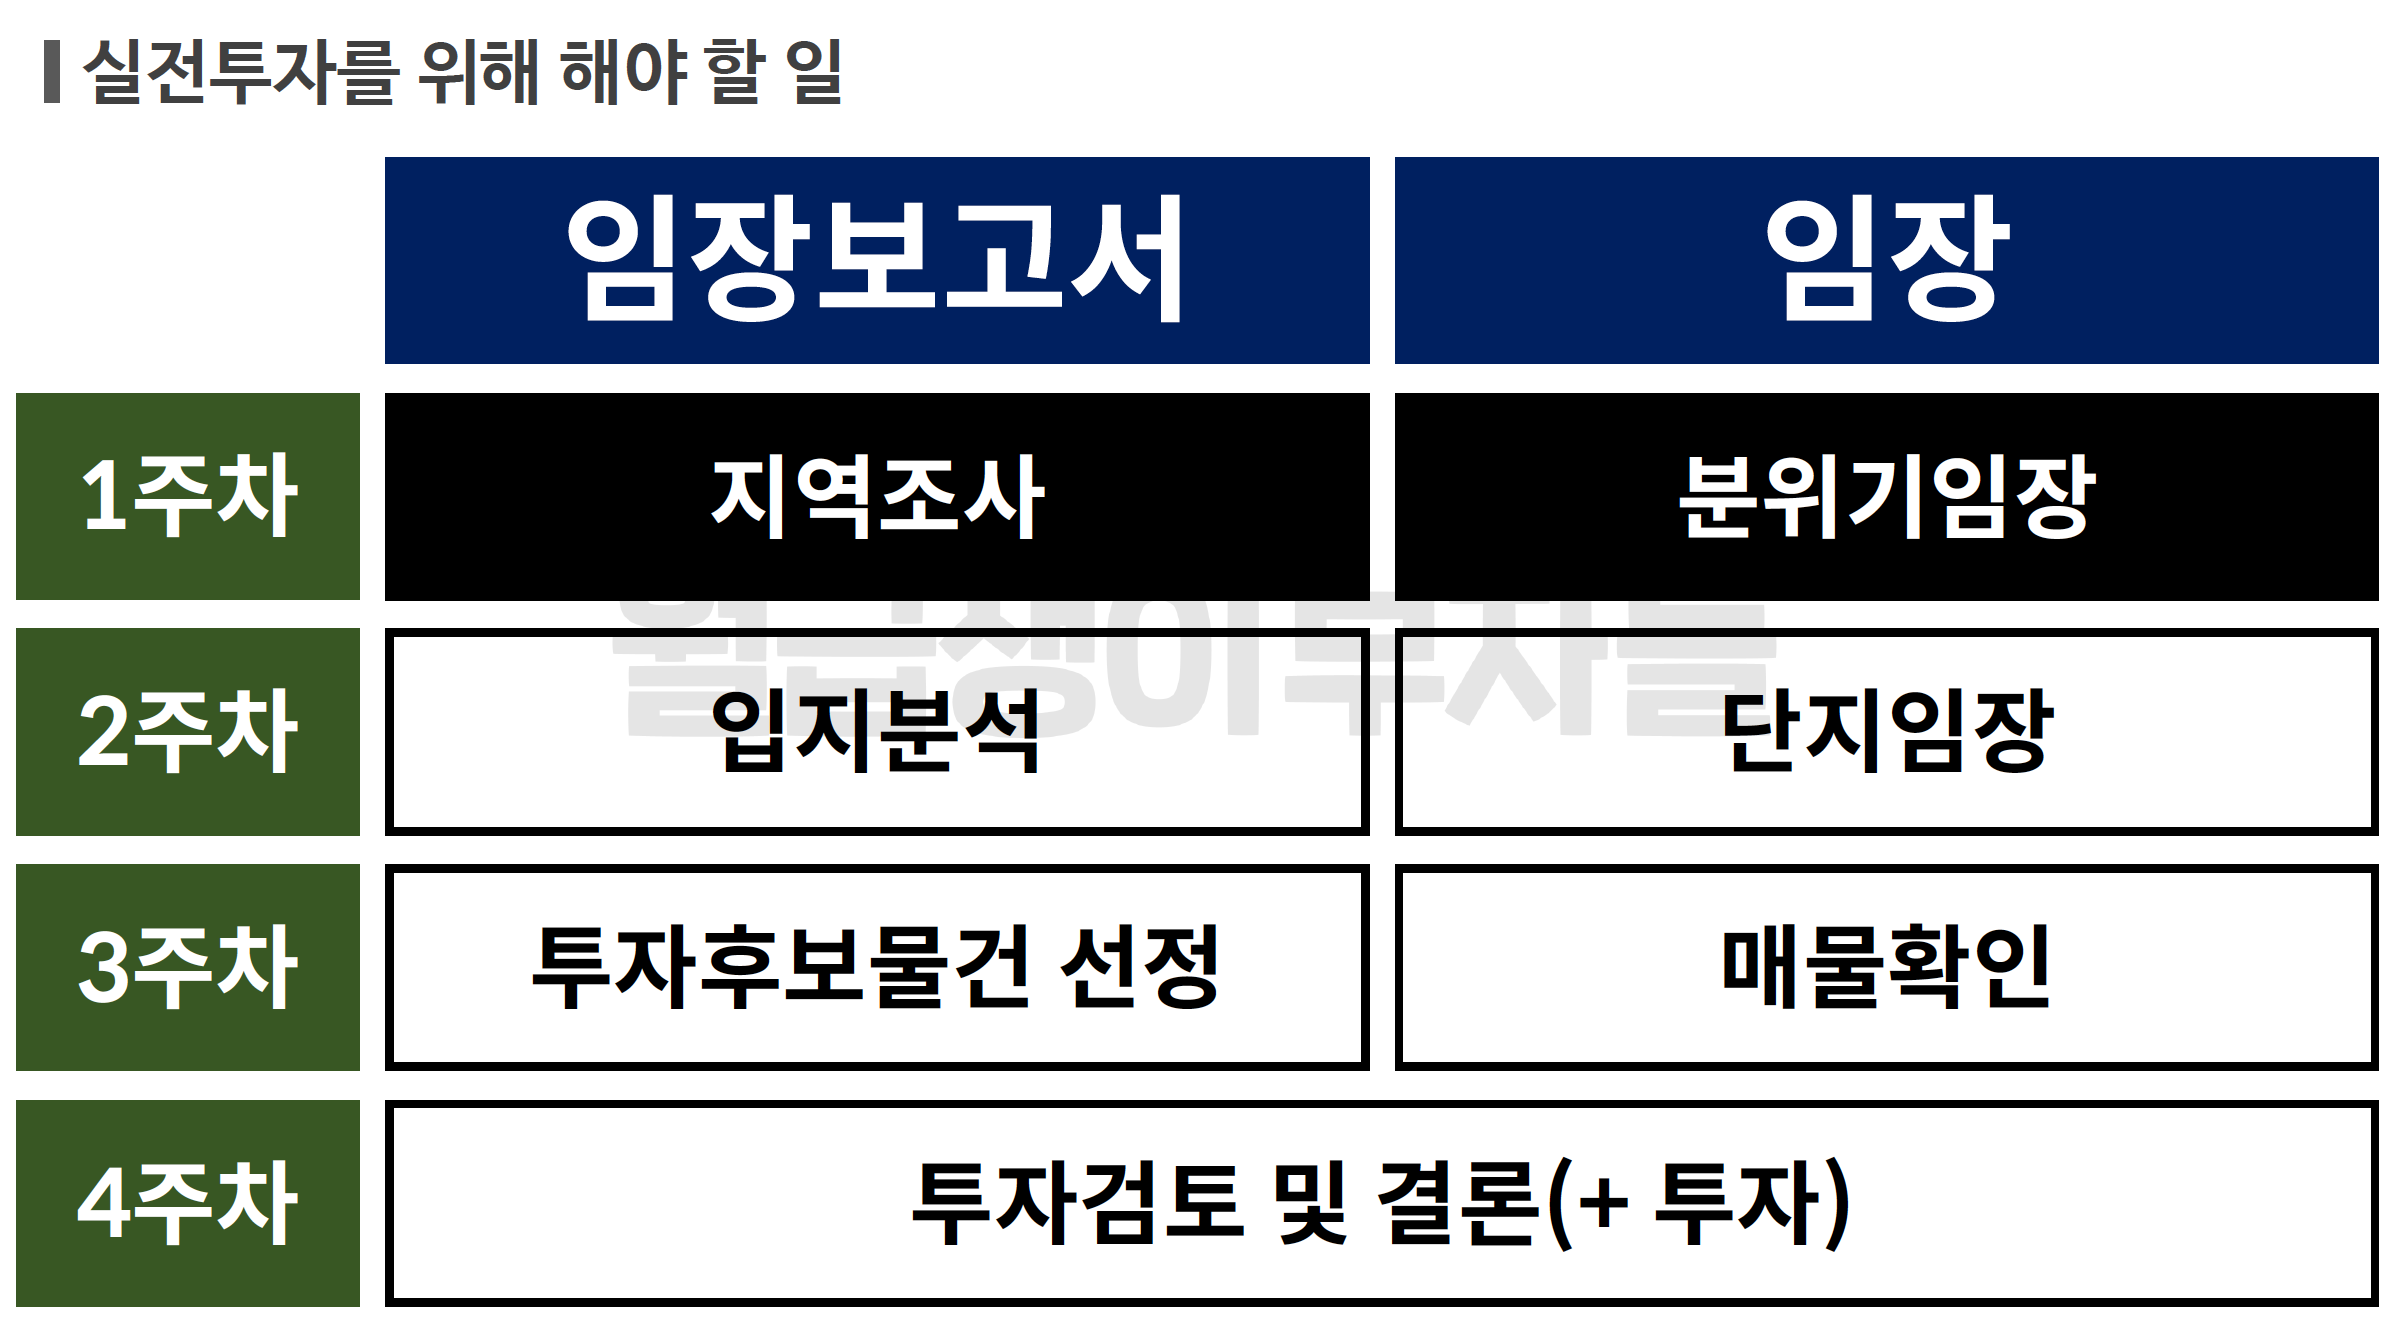 실전투자를 위해 해야 할 일
임장보고서 임장
1주차 지역조사 분위기임장
월급쟁이부자들
2주차 입지분석 단지임장
3주차 투자후보물건 선정 매물확인
4주차 투자검토 및 결론(+ 투자)